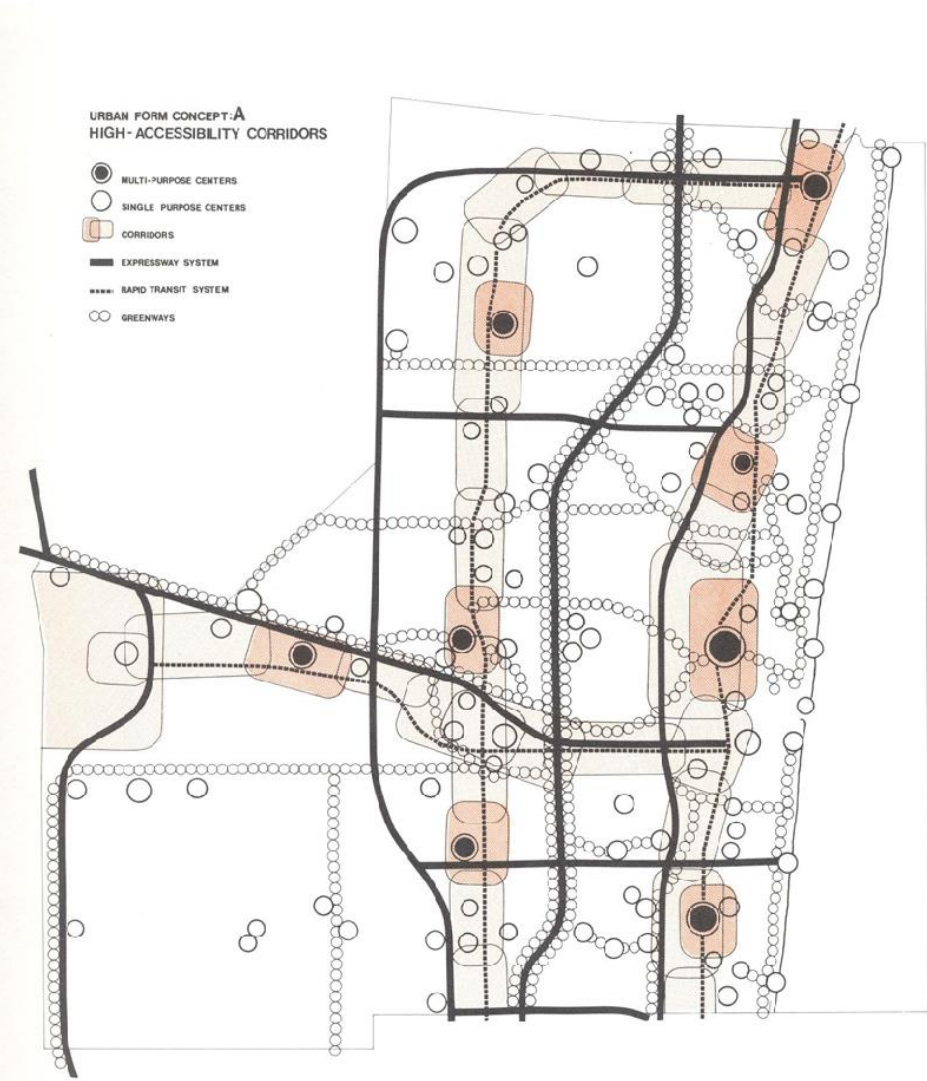 URBAN FORM CONCEPT: A
HIGH-ACCESSIBILITY CORRIDORS
MULTI-PURPOSE CENTERS
SINGLE PURPOSE CENTERS
CORRIDORS
EXPRESSWAY SYSTEM
RAPID TRANSIT SYSTEM
GREENWAYS